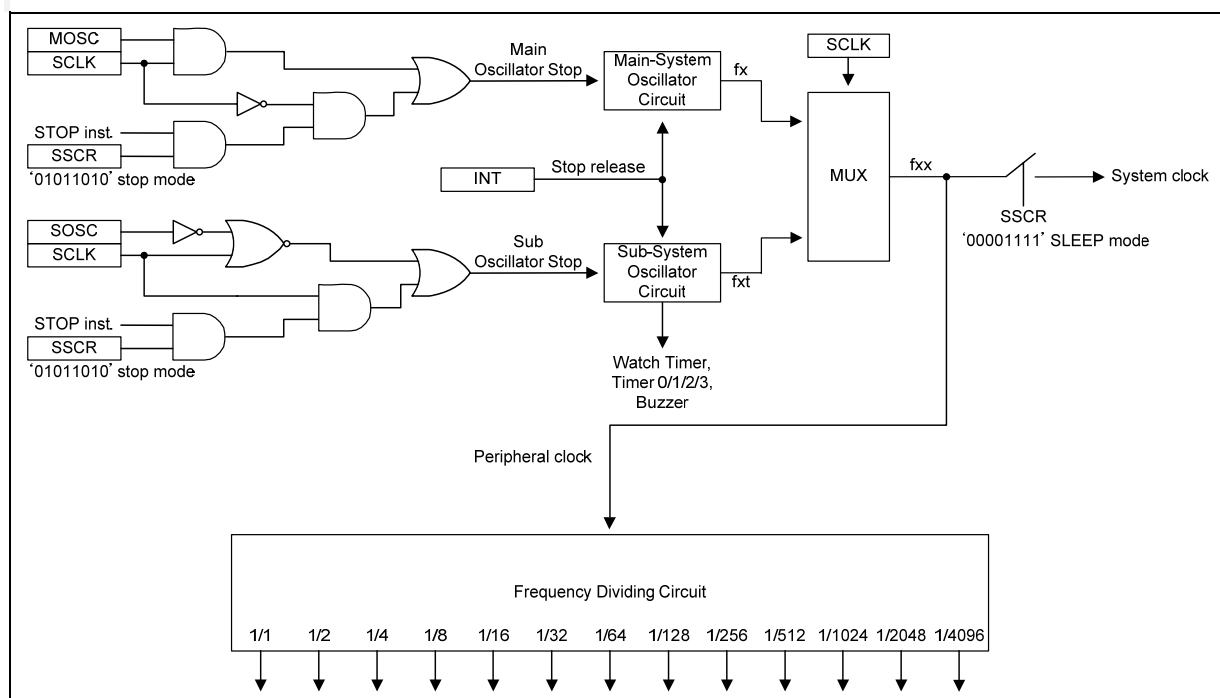 MOSC
SCLK
STOP inst.
SSCR
‘01011010’ stop mode
Main
Oscillator Stop
Main-System
Oscillator
Circuit
fx
SCLK
MUX
fxx
System clock
SSCR
‘00001111’ SLEEP mode
INT
Stop release
SOSC
SCLK
STOP inst.
SSCR
‘01011010’ stop mode
Sub
Oscillator Stop
Sub-System
Oscillator
Circuit
fxt
Watch Timer,
Timer 0/1/2/3,
Buzzer
Peripheral clock
Frequency Dividing Circuit
1/1 1/2 1/4 1/8 1/16 1/32 1/64 1/128 1/256 1/512 1/1024 1/2048 1/4096